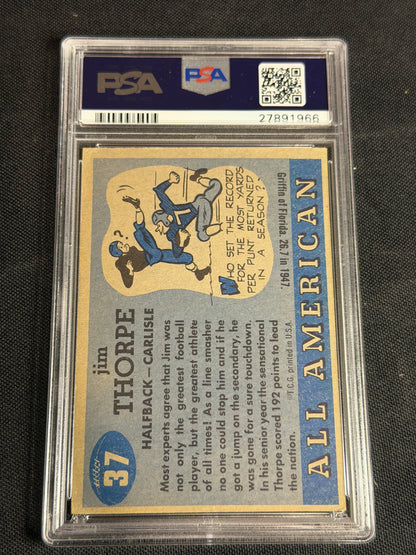 PSA
PSA
27891966
37
jim
THORPE
HALFBACK — CARLISLE
Most experts agree that Jim was
not only the greatest football
player, but the greatest athlete
of all times! As a line smasher
no one could stop him and if he
got a jump on the secondary, he
was gone for a sure touchdown.
In his senior year the sensational
Thorpe scored 192 points to lead
the nation.
?
WHO SET THE RECORD
FOR THE MOST YARDS
PER PUNT RETURNED
IN A SEASON?
Griffin of Florida. 26.7 in 1947.
©T.C.G. printed in U.S.A.
ALL AMERICAN